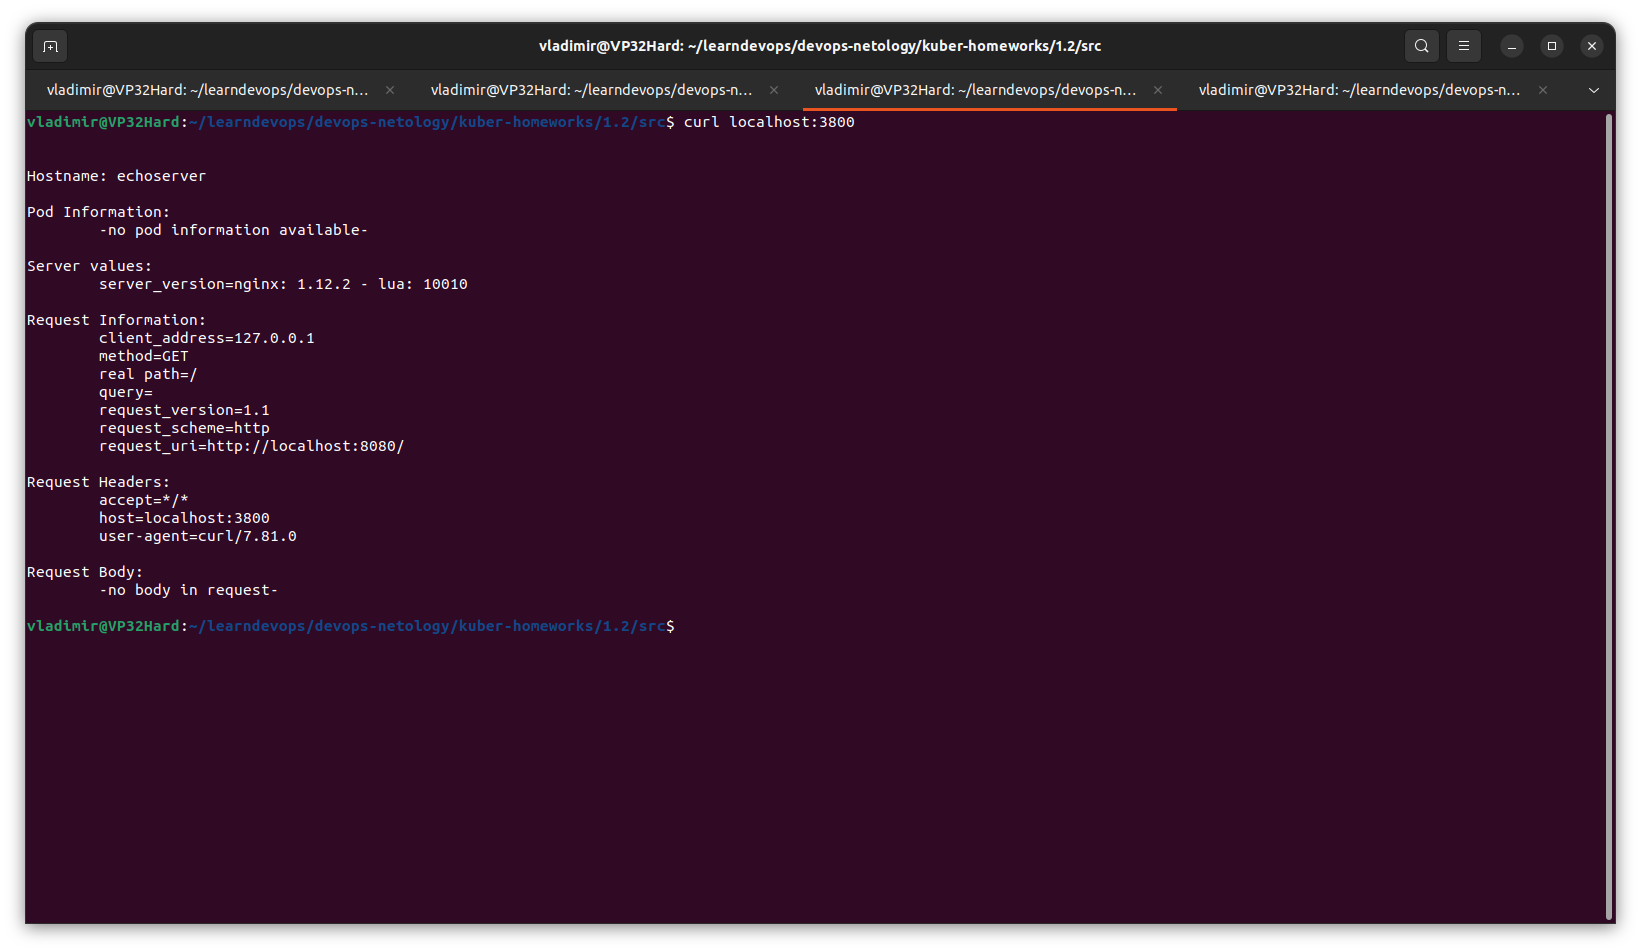 vladimir@VP32Hard: ~/learndevops/devops-netology/kuber-homeworks/1.2/src
vladimir@VP32Hard: ~/learndevops/devops-n...
vladimir@VP32Hard: ~/learndevops/devops-n...
vladimir@VP32Hard: ~/learndevops/devops-n...
vladimir@VP32Hard: ~/learndevops/devops-n...
vladimir@VP32Hard:~/learndevops/devops-netology/kuber-homeworks/1.2/src$ curl localhost:3800
Hostname: echoserver
Pod Information:
-no pod information available-
Server values:
server_version=nginx: 1.12.2 - lua: 10010
Request Information:
client_address=127.0.0.1
method=GET
real path=/
query=
request_version=1.1
request_scheme=http
request_uri=http://localhost:8080/
Request Headers:
accept=*/*
host=localhost:3800
user-agent=curl/7.81.0
Request Body:
-no body in request-
vladimir@VP32Hard:~/learndevops/devops-netology/kuber-homeworks/1.2/src$